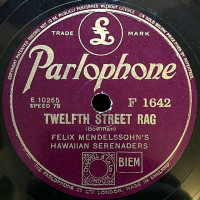 TRADE MARK
Parlophone
E 10265
SPEED 78
F 1642
TWELFTH STREET RAG
(Bowman)
FELIX MENDELSSOHN'S
HAWAIIAN SERENADERS
BIEM